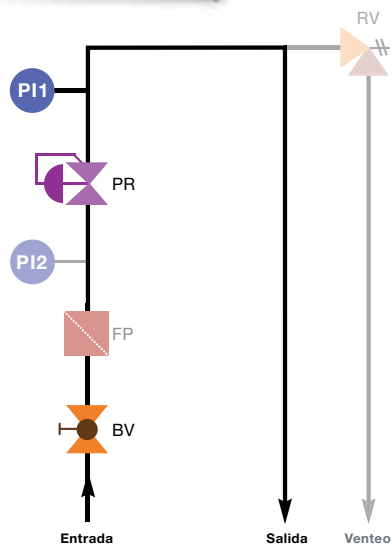 RV
PI1
PR
PI2
FP
BV
Entrada
Salida
Venteo